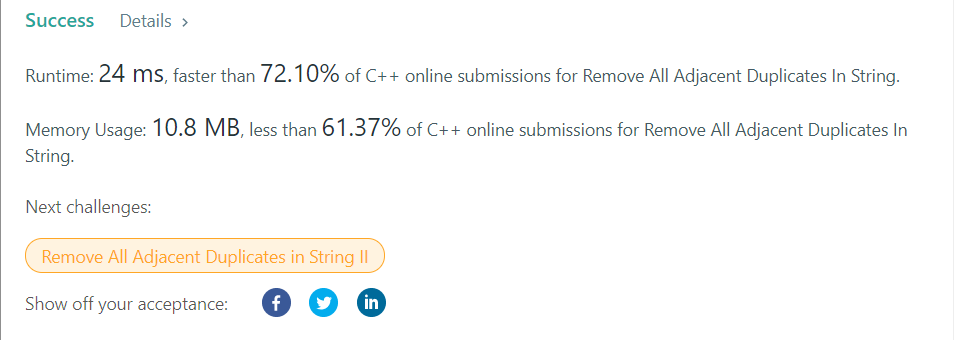 Success Details >
Runtime: 24 ms, faster than 72.10% of C++ online submissions for Remove All Adjacent Duplicates In String.
Memory Usage: 10.8 MB, less than 61.37% of C++ online submissions for Remove All Adjacent Duplicates In
String.
Next challenges:
Remove All Adjacent Duplicates in String II
Show off your acceptance: f in